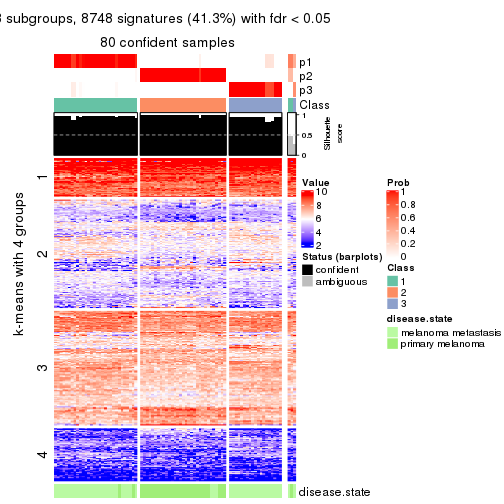 3 subgroups, 8748 signatures (41.3%) with fdr < 0.05
80 confident samples
p1
p2
p3
Class
1
0.5
0
Silhouette
score
k-means with 4 groups
1
2
3
4
Value
10
8
6
4
2
Status (barplots)
confident
ambiguous
Prob
1
0.8
0.6
0.4
0.2
0
Class
1
2
3
disease.state
melanoma metastasis
primary melanoma
disease.state